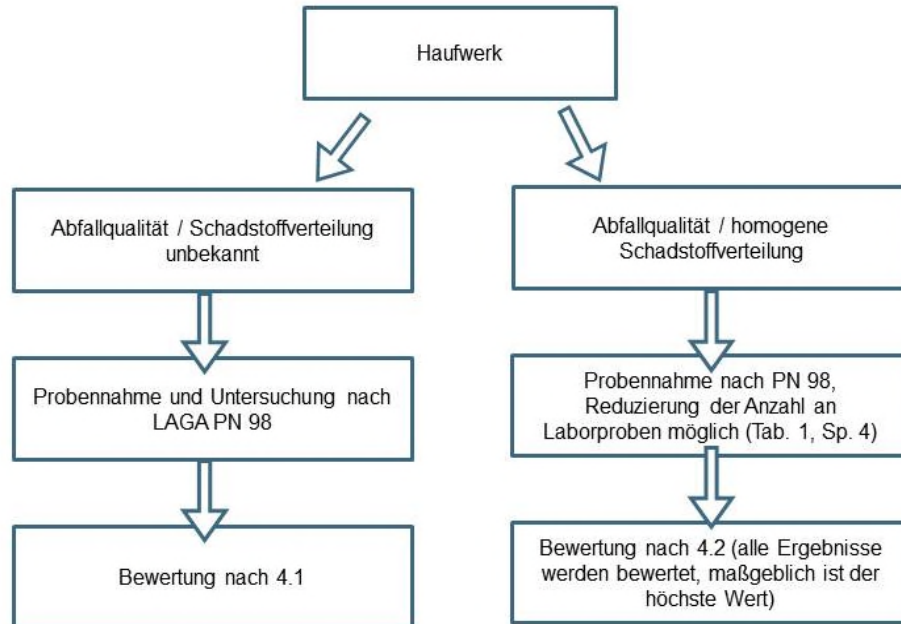 Haufwerk
Abfallqualität / Schadstoffverteilung
unbekannt
Abfallqualität / homogene
Schadstoffverteilung
Probennahme und Untersuchung nach
LAGA PN 98
Probennahme nach PN 98,
Reduzierung der Anzahl an
Laborproben möglich (Tab. 1, Sp. 4)
Bewertung nach 4.1
Bewertung nach 4.2 (alle Ergebnisse
werden bewertet, maßgeblich ist der
höchste Wert)